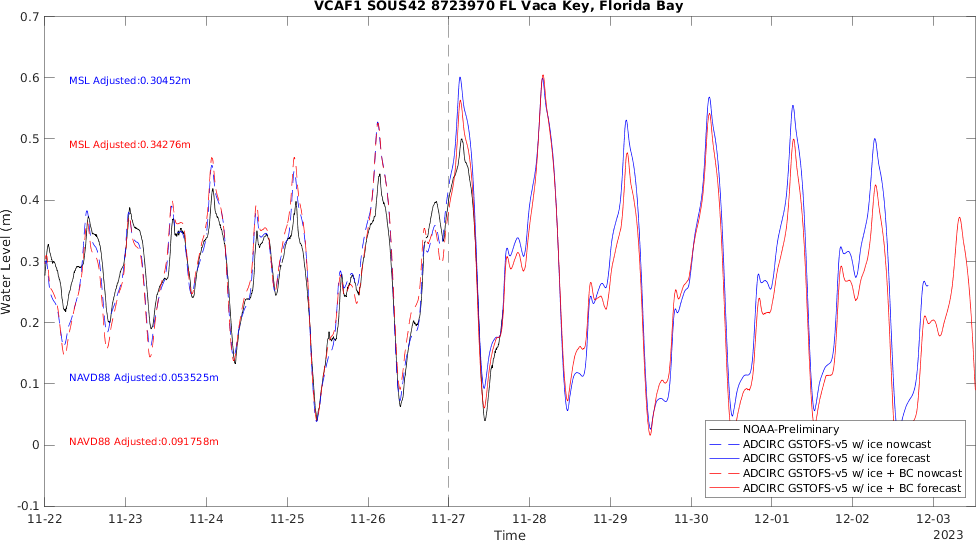 VCAF1 SOUS42 8723970 FL Vaca Key, Florida Bay
0.7
0.6
0.5
0.4
0.3
0.2
0.1
0
-0.1
Water Level (m)
MSL Adjusted:0.30452m
MSL Adjusted:0.34276m
NAVD88 Adjusted:0.053525m
NAVD88 Adjusted:0.091758m
NOAA-Preliminary
ADCIRC GSTOFS-v5 w/ ice nowcast
ADCIRC GSTOFS-v5 w/ ice forecast
ADCIRC GSTOFS-v5 w/ ice + BC nowcast
ADCIRC GSTOFS-v5 w/ ice + BC forecast
11-22 11-23 11-24 11-25 11-26 11-27 11-28 11-29 11-30 12-01 12-02 12-03
Time
2023